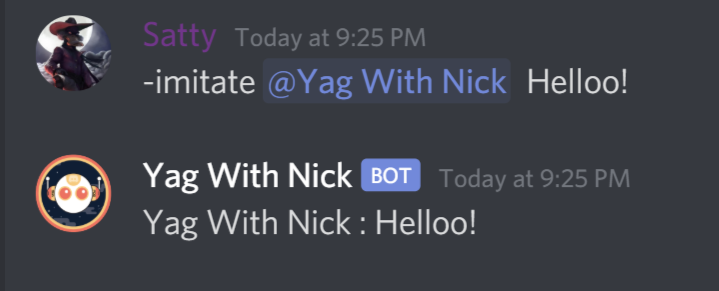 Satty Today at 9:25 PM
-imitate @Yag With Nick Helloo!
Yag With Nick BOT Today at 9:25 PM
Yag With Nick : Helloo!